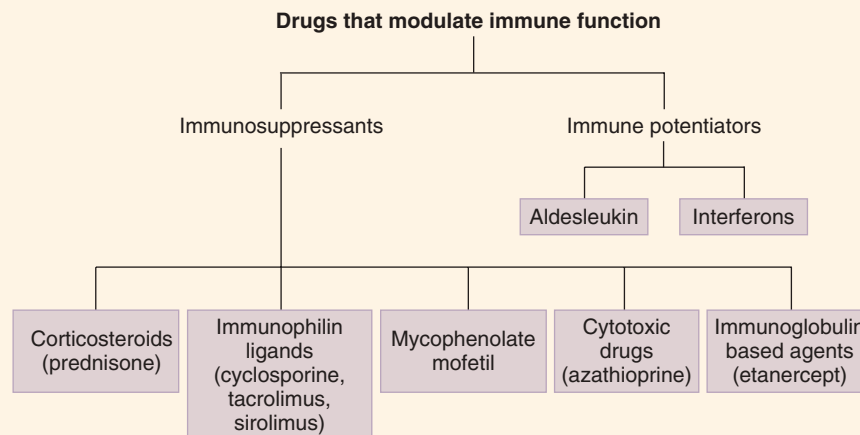 Drugs that modulate immune function
Immunosuppressants
Immune potentiators
Aldesleukin
Interferons
Corticosteroids
(prednisone)
Immunophilin
ligands
(cyclosporine,
tacrolimus,
sirolimus)
Mycophenolate
mofetil
Cytotoxic
drugs
(azathioprine)
Immunoglobulin
based agents
(etanercept)